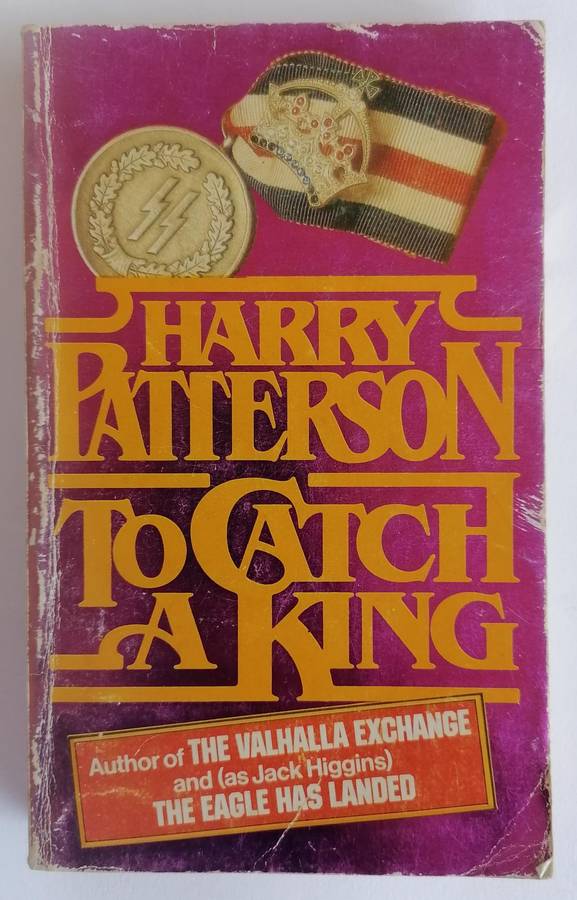 HARRY
PATTERSON
TO CATCH
A KING
Author of THE VALHALLA EXCHANGE
and (as Jack Higgins)
THE EAGLE HAS LANDED